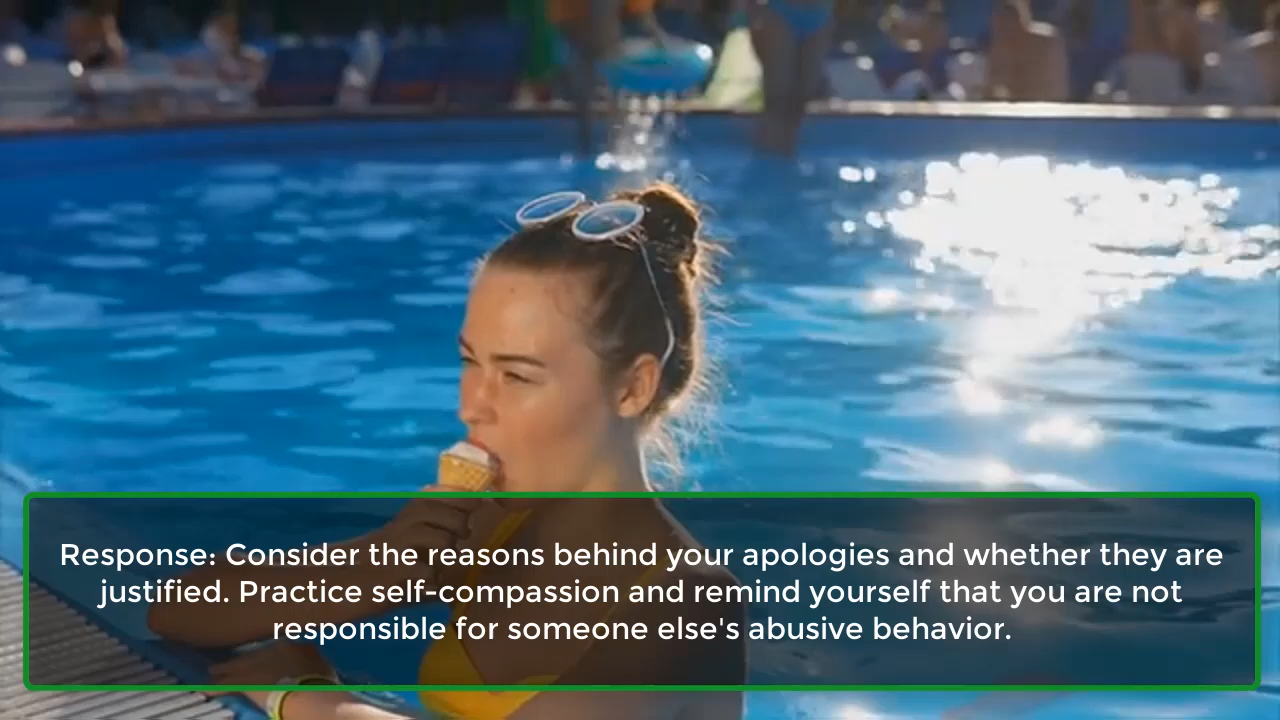 Response: Consider the reasons behind your apologies and whether they are
justified. Practice self-compassion and remind yourself that you are not
responsible for someone else's abusive behavior.